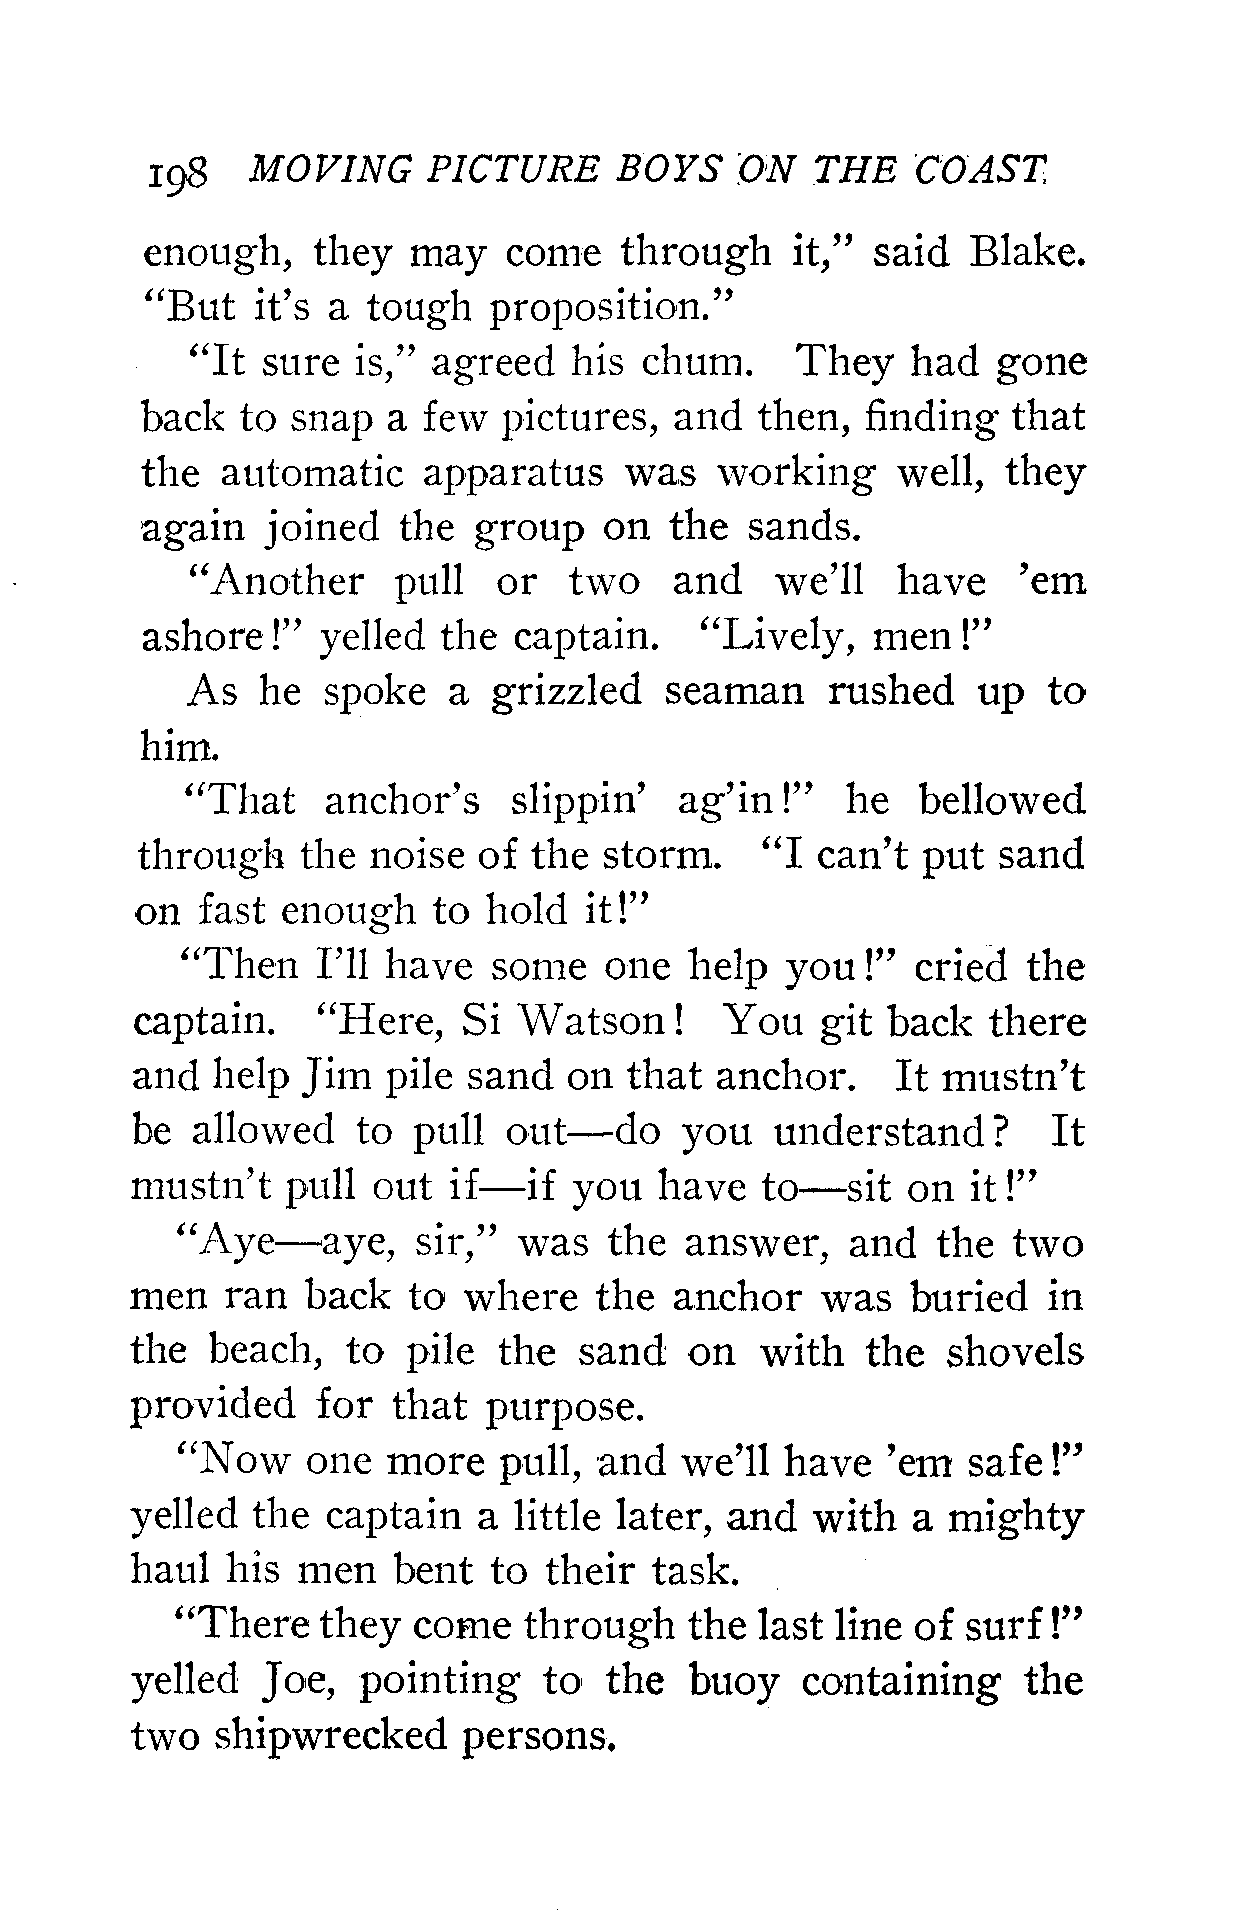 198 MOVING PICTURE BOYS ON THE COAST
enough, they may come through it," said Blake.
"But it's a tough proposition."
"It sure is," agreed his chum. They had gone
back to snap a few pictures, and then, finding that
the automatic apparatus was working well, they
again joined the group on the sands.
"Another pull or two and we'll have 'em
ashore!" yelled the captain. "Lively, men!"
As he spoke a grizzled seaman rushed up to
him.
"That anchor's slippin' ag'in!" he bellowed
through the noise of the storm. "I can't put sand
on fast enough to hold it!"
"Then I'll have some one help you!" cried the
captain. "Here, Si Watson! You git back there
and help Jim pile sand on that anchor. It mustn't
be allowed to pull out—do you understand? It
mustn't pull out if—if you have to—sit on it!"
"Aye—aye, sir," was the answer, and the two
men ran back to where the anchor was buried in
the beach, to pile the sand on with the shovels
provided for that purpose.
"Now one more pull, and we'll have 'em safe!"
yelled the captain a little later, and with a mighty
haul his men bent to their task.
"There they come through the last line of surf!"
yelled Joe, pointing to the buoy containing the
two shipwrecked persons.